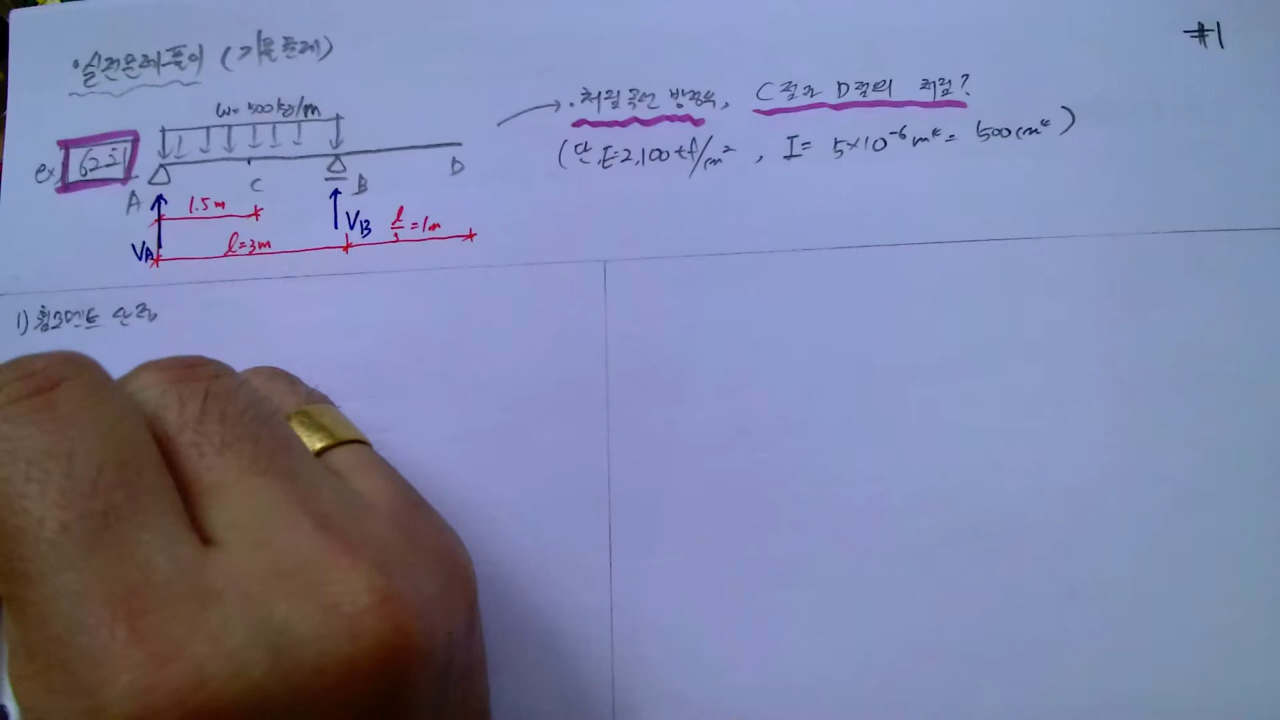 #1
·실전문제풀이 (기출문제)
w=500kgf/m
ex) 62회
A
C
B
D
1.5m
VA
VB
l=3m
l/3=1m
·처짐곡선 방정식, C점과 D점의 처짐?
(단, E=2,100tf/cm², I= 5×10⁻⁶m⁴= 500cm⁴)
1) 휨모멘트 산정